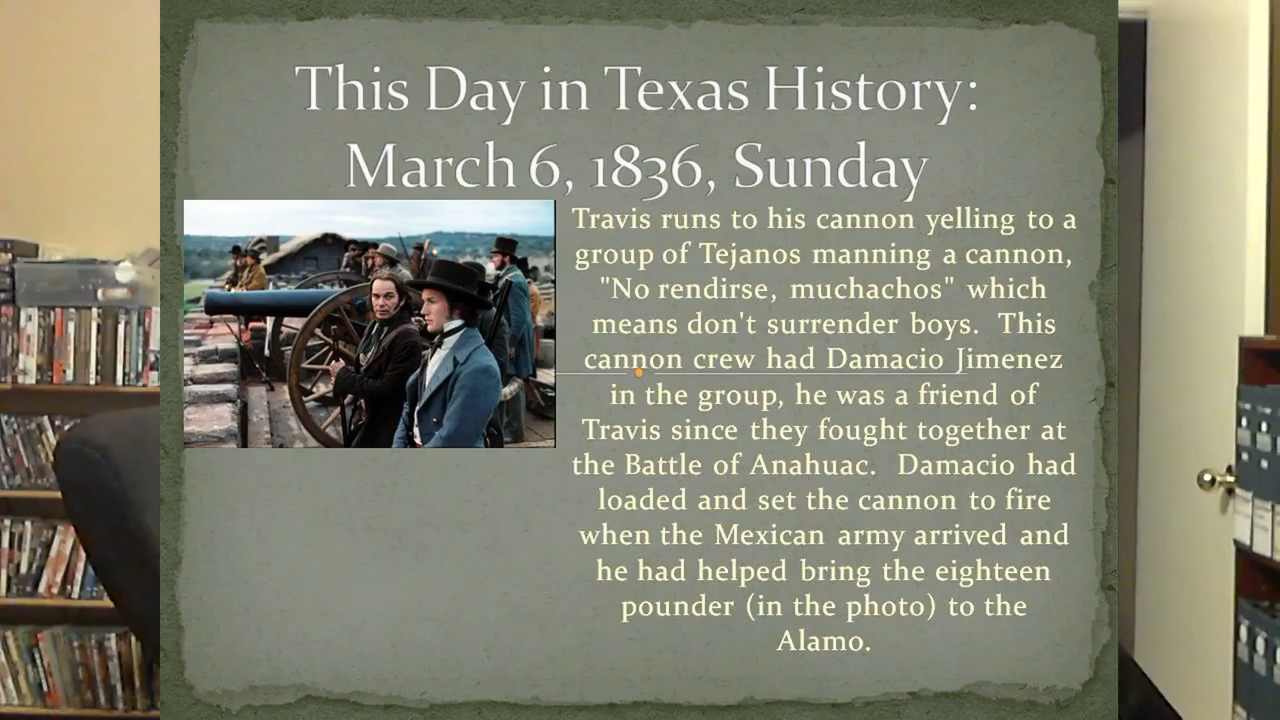 This Day in Texas History:
March 6, 1836, Sunday
Travis runs to his cannon yelling to a
group of Tejanos manning a cannon,
"No rendirse, muchachos" which
means don't surrender boys.  This
cannon crew had Damacio Jimenez
in the group, he was a friend of
Travis since they fought together at
the Battle of Anahuac.  Damacio had
loaded and set the cannon to fire
when the Mexican army arrived and
he had helped bring the eighteen
pounder (in the photo) to the
Alamo.